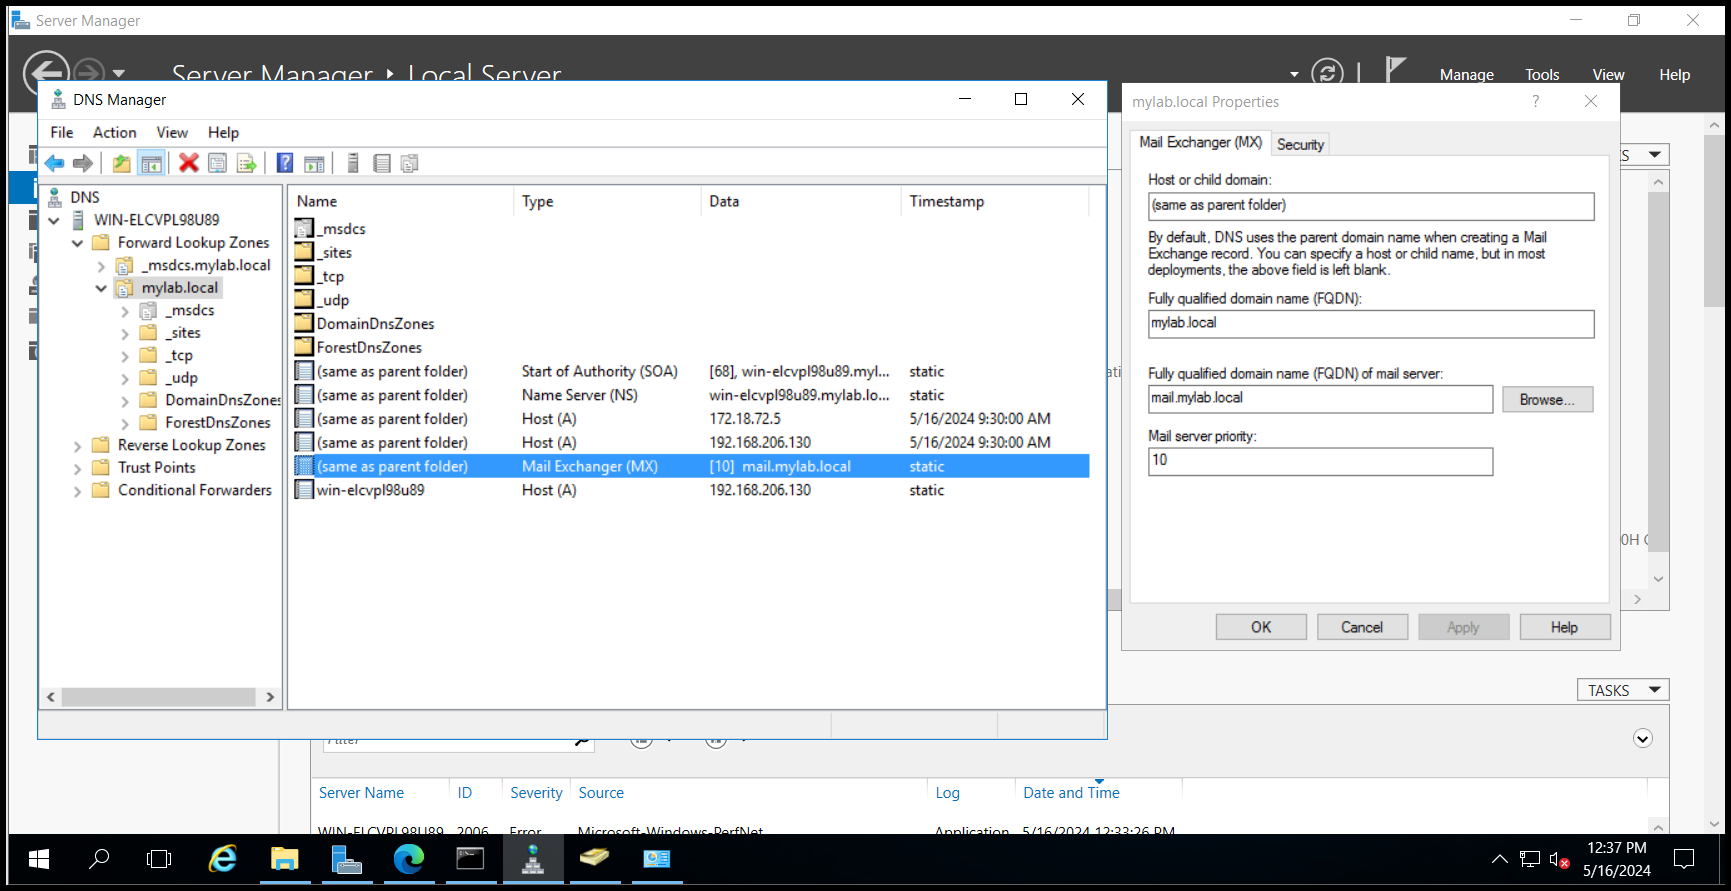 Server Manager
Server Manager ‣ Local Server
Manage Tools View Help
DNS Manager
File Action View Help
DNS
WIN-ELCVPL98U89
Forward Lookup Zones
_msdcs.mylab.local
mylab.local
_msdcs
_sites
_tcp
_udp
DomainDnsZones
ForestDnsZones
Reverse Lookup Zones
Trust Points
Conditional Forwarders
Name Type Data Timestamp
_msdcs
_sites
_tcp
_udp
DomainDnsZones
ForestDnsZones
(same as parent folder) Start of Authority (SOA) [68], win-elcvpl98u89.myl... static
(same as parent folder) Name Server (NS) win-elcvpl98u89.mylab.lo... static
(same as parent folder) Host (A) 172.18.72.5 5/16/2024 9:30:00 AM
(same as parent folder) Host (A) 192.168.206.130 5/16/2024 9:30:00 AM
(same as parent folder) Mail Exchanger (MX) [10] mail.mylab.local static
win-elcvpl98u89 Host (A) 192.168.206.130 static
mylab.local Properties
Mail Exchanger (MX) Security
Host or child domain:
(same as parent folder)
By default, DNS uses the parent domain name when creating a Mail
Exchange record. You can specify a host or child name, but in most
deployments, the above field is left blank.
Fully qualified domain name (FQDN):
mylab.local
Fully qualified domain name (FQDN) of mail server:
mail.mylab.local
Browse...
Mail server priority:
10
OK Cancel Apply Help
TASKS
Filter
Server Name ID Severity Source Log Date and Time
WIN-ELCVPL98U89 2006 Error Microsoft-Windows-PerfNet Application 5/16/2024 12:33:26 PM
12:37 PM
5/16/2024